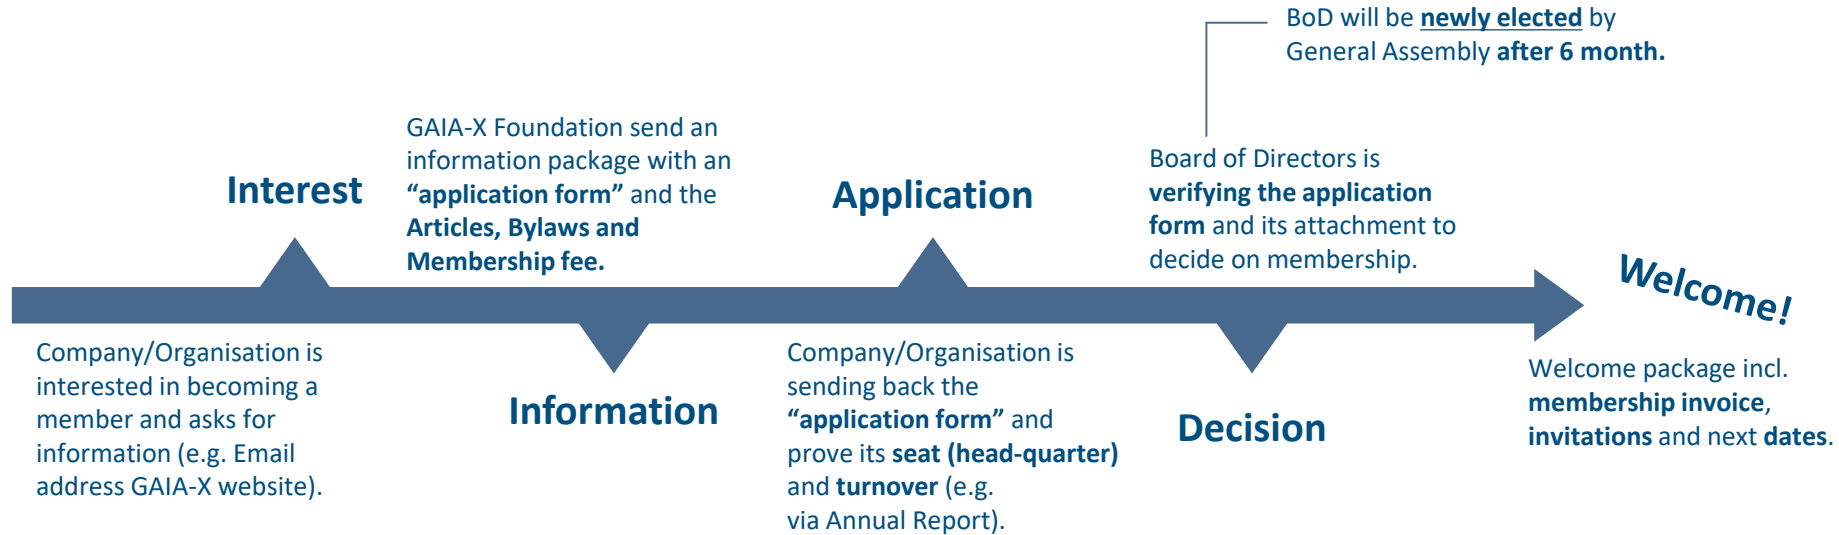 Interest
Company/Organisation is
interested in becoming a
member and asks for
information (e.g. Email
address GAIA-X website).
GAIA-X Foundation send an
information package with an
“application form” and the
Articles, Bylaws and
Membership fee.
Information
Application
Company/Organisation is
sending back the
“application form” and
prove its seat (head-quarter)
and turnover (e.g.
via Annual Report).
BoD will be newly elected by
General Assembly after 6 month.
Board of Directors is
verifying the application
form and its attachment to
decide on membership.
Decision
Welcome!
Welcome package incl.
membership invoice,
invitations and next dates.